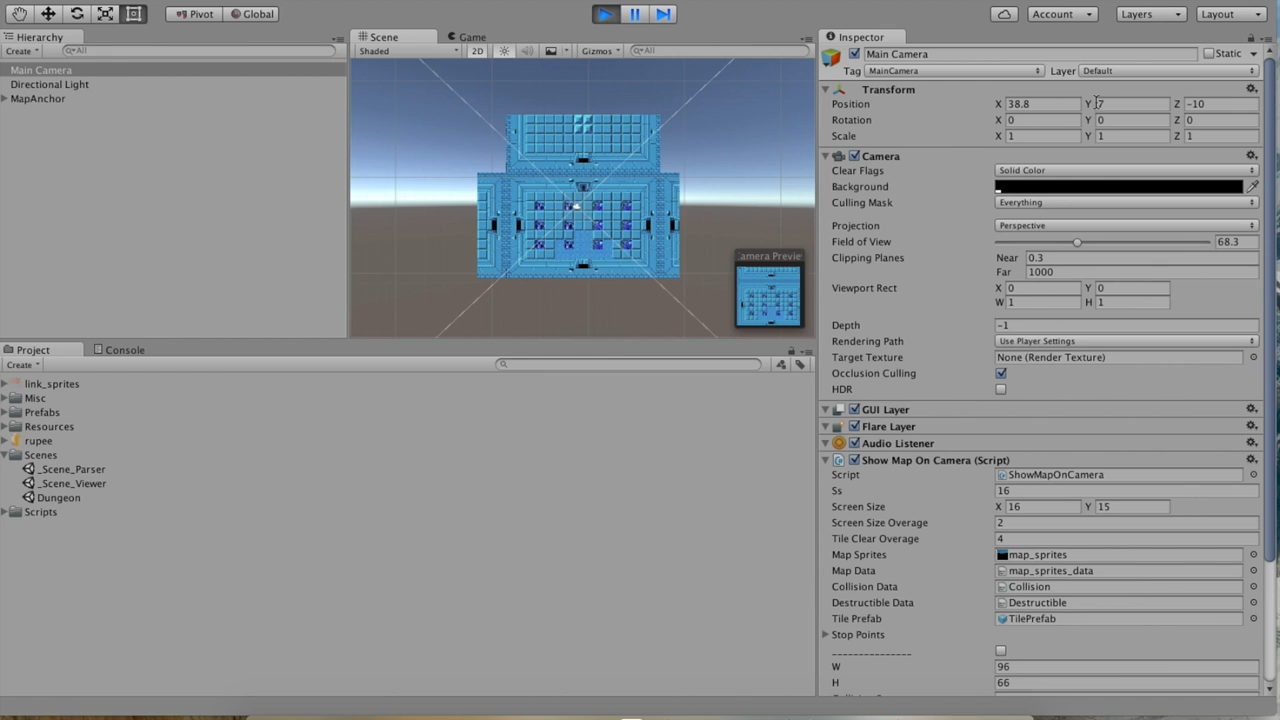 Pivot Global Account Layers Layout
Hierarchy
Create All
Main Camera
Directional Light
MapAnchor
Scene Game
Shaded 2D Gizmos All
amera Previe
Project Console
Create
link_sprites
Misc
Prefabs
Resources
rupee
Scenes
_Scene_Parser
_Scene_Viewer
Dungeon
Scripts
Inspector
Main Camera Static
Tag MainCamera Layer Default
Transform
Position X 38.8 Y 7 Z -10
Rotation X 0 Y 0 Z 0
Scale X 1 Y 1 Z 1
Camera
Clear Flags Solid Color
Background
Culling Mask Everything
Projection Perspective
Field of View 68.3
Clipping Planes Near 0.3
Far 1000
Viewport Rect X 0 Y 0
W 1 H 1
Depth -1
Rendering Path Use Player Settings
Target Texture None (Render Texture)
Occlusion Culling
HDR
GUI Layer
Flare Layer
Audio Listener
Show Map On Camera (Script)
Script ShowMapOnCamera
Ss 16
Screen Size X 16 Y 15
Screen Size Overage 2
Tile Clear Overage 4
Map Sprites map_sprites
Map Data map_sprites_data
Collision Data Collision
Destructible Data Destructible
Tile Prefab TilePrefab
Stop Points
_______________
W 96
H 66